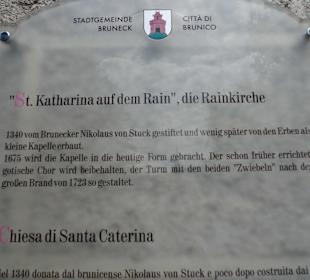 STADTGEMEINDE CITTÀ DI
BRUNECK BRUNICO
"St. Katharina auf dem Rain", die Rainkirche
1340 vom Brunecker Nikolaus von Stuck gestiftet und wenig später von den Erben als
kleine Kapelle erbaut.
1675 wird die Kapelle in die heutige Form gebracht. Der schon früher errichtet
gotische Chor wird beibehalten, der Turm mit den beiden "Zwiebeln" nach de
großen Brand von 1723 so gestaltet.
Chiesa di Santa Caterina
Nel 1340 donata dal brunicense Nikolaus von Stuck e poco dopo costruita dai